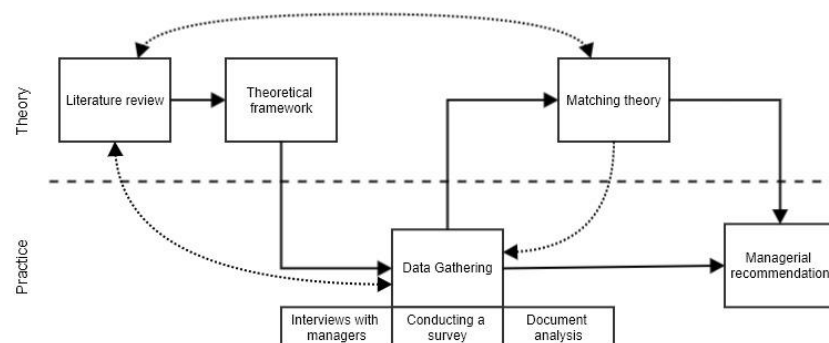 Theory
Literature review
Theoretical
framework
Matching theory
Practice
Data Gathering
Managerial
recommendation
Interviews with
managers
Conducting a
survey
Document
analysis